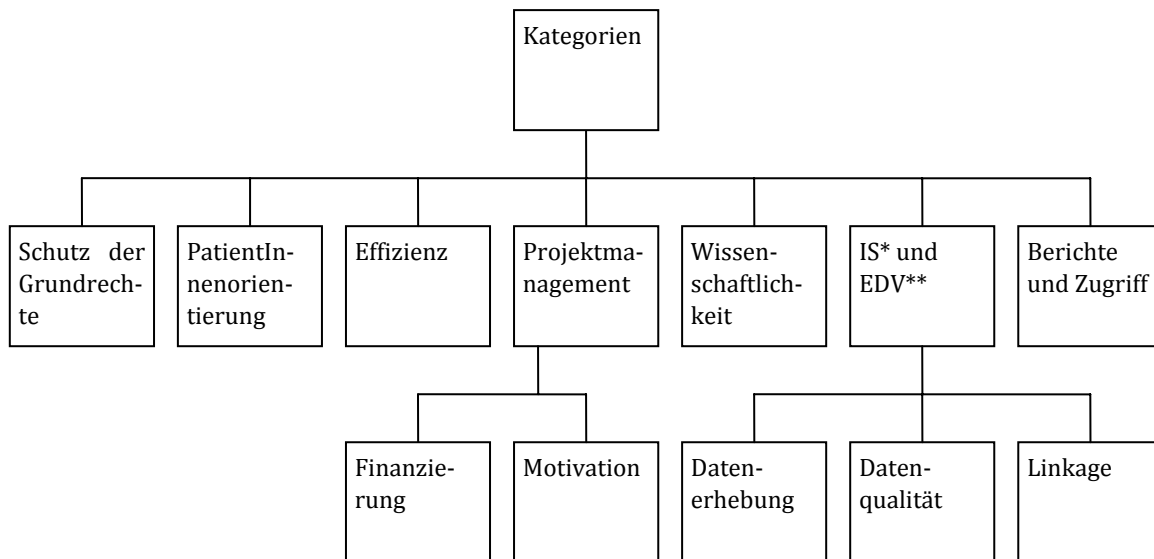 Kategorien
Schutz der
Grundrech-
te
PatientIn-
nenorien-
tierung
Effizienz
Projektma-
nagement
Wissen-
schaftlich-
keit
IS* und
EDV**
Berichte
und Zugriff
Finanzie-
rung
Motivation
Daten-
erhebung
Daten-
qualität
Linkage